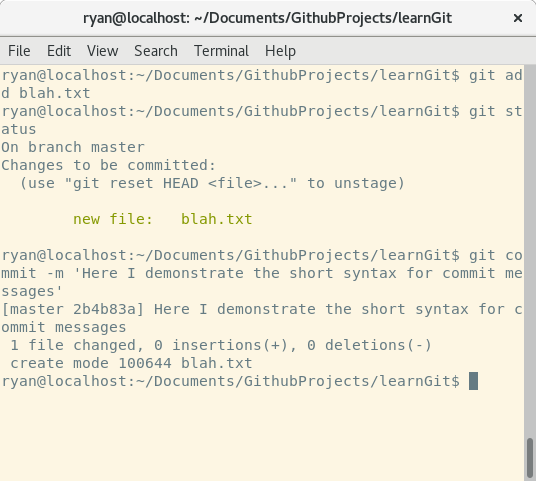 ryan@localhost: ~/Documents/GithubProjects/learnGit ×
File Edit View Search Terminal Help
ryan@localhost:~/Documents/GithubProjects/learnGit$ git ad
d blah.txt
ryan@localhost:~/Documents/GithubProjects/learnGit$ git st
atus
On branch master
Changes to be committed:
  (use "git reset HEAD <file>..." to unstage)
        new file:   blah.txt
ryan@localhost:~/Documents/GithubProjects/learnGit$ git co
mmit -m 'Here I demonstrate the short syntax for commit me
ssages'
[master 2b4b83a] Here I demonstrate the short syntax for c
ommit messages
 1 file changed, 0 insertions(+), 0 deletions(-)
 create mode 100644 blah.txt
ryan@localhost:~/Documents/GithubProjects/learnGit$